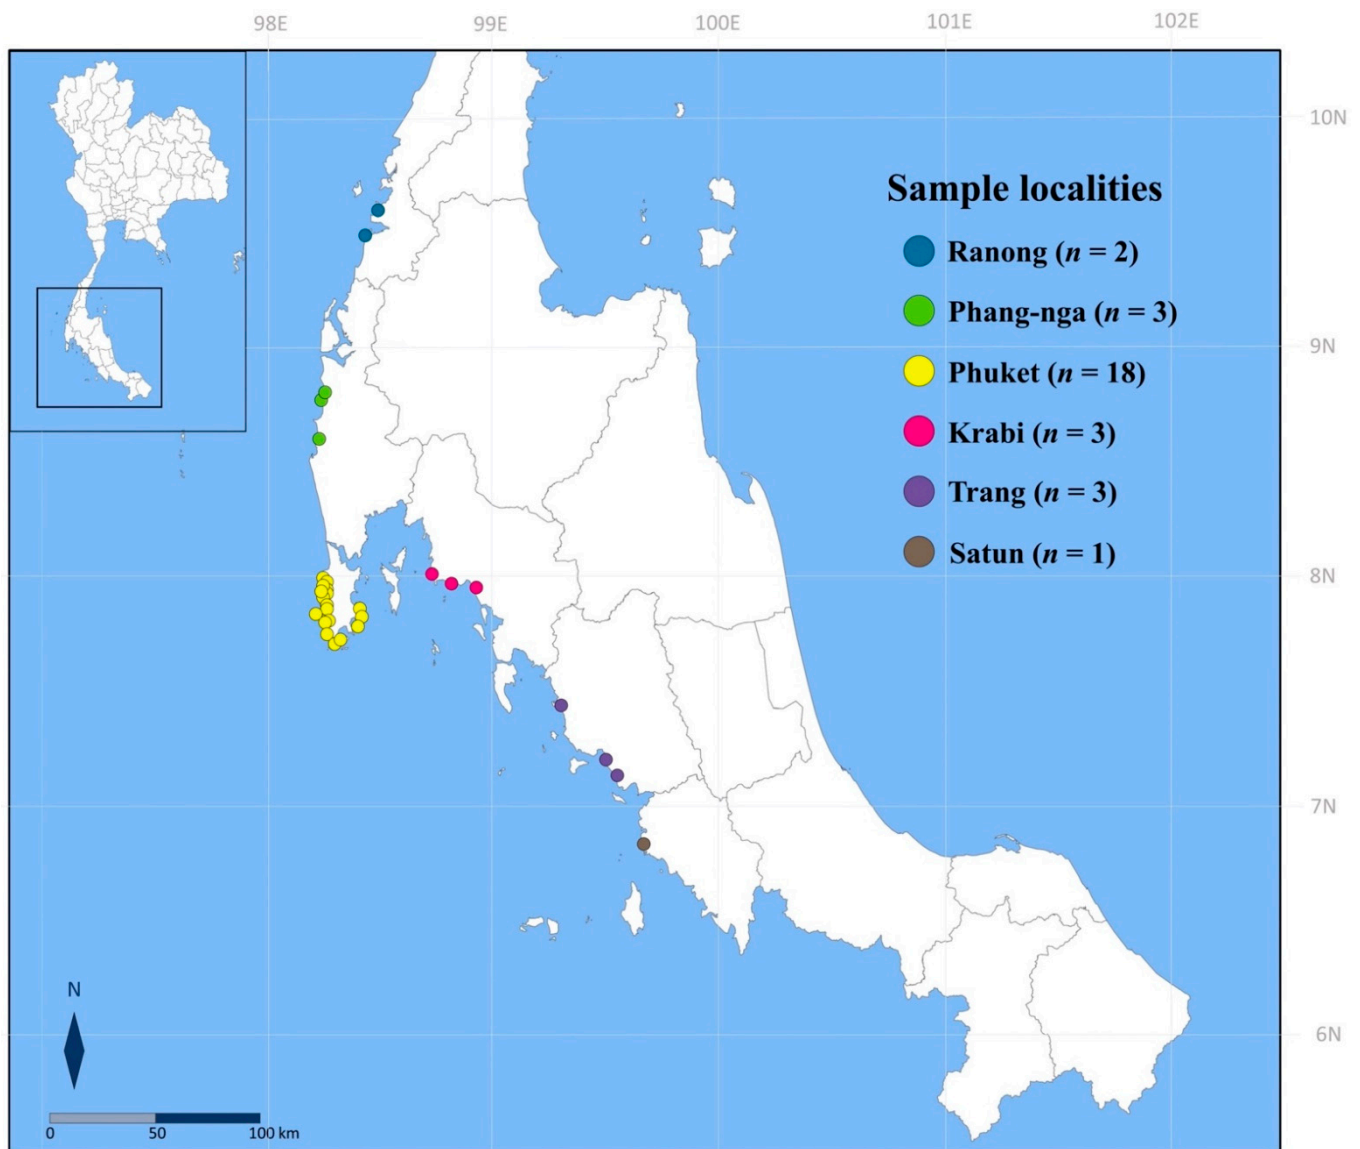 98E 99E 100E 101E 102E
10N
Sample localities
Ranong (n = 2)
Phang-nga (n = 3)
9N
Phuket (n = 18)
Krabi (n = 3)
Trang (n = 3)
Satun (n = 1)
8N
7N
N
6N
0 50 100 km